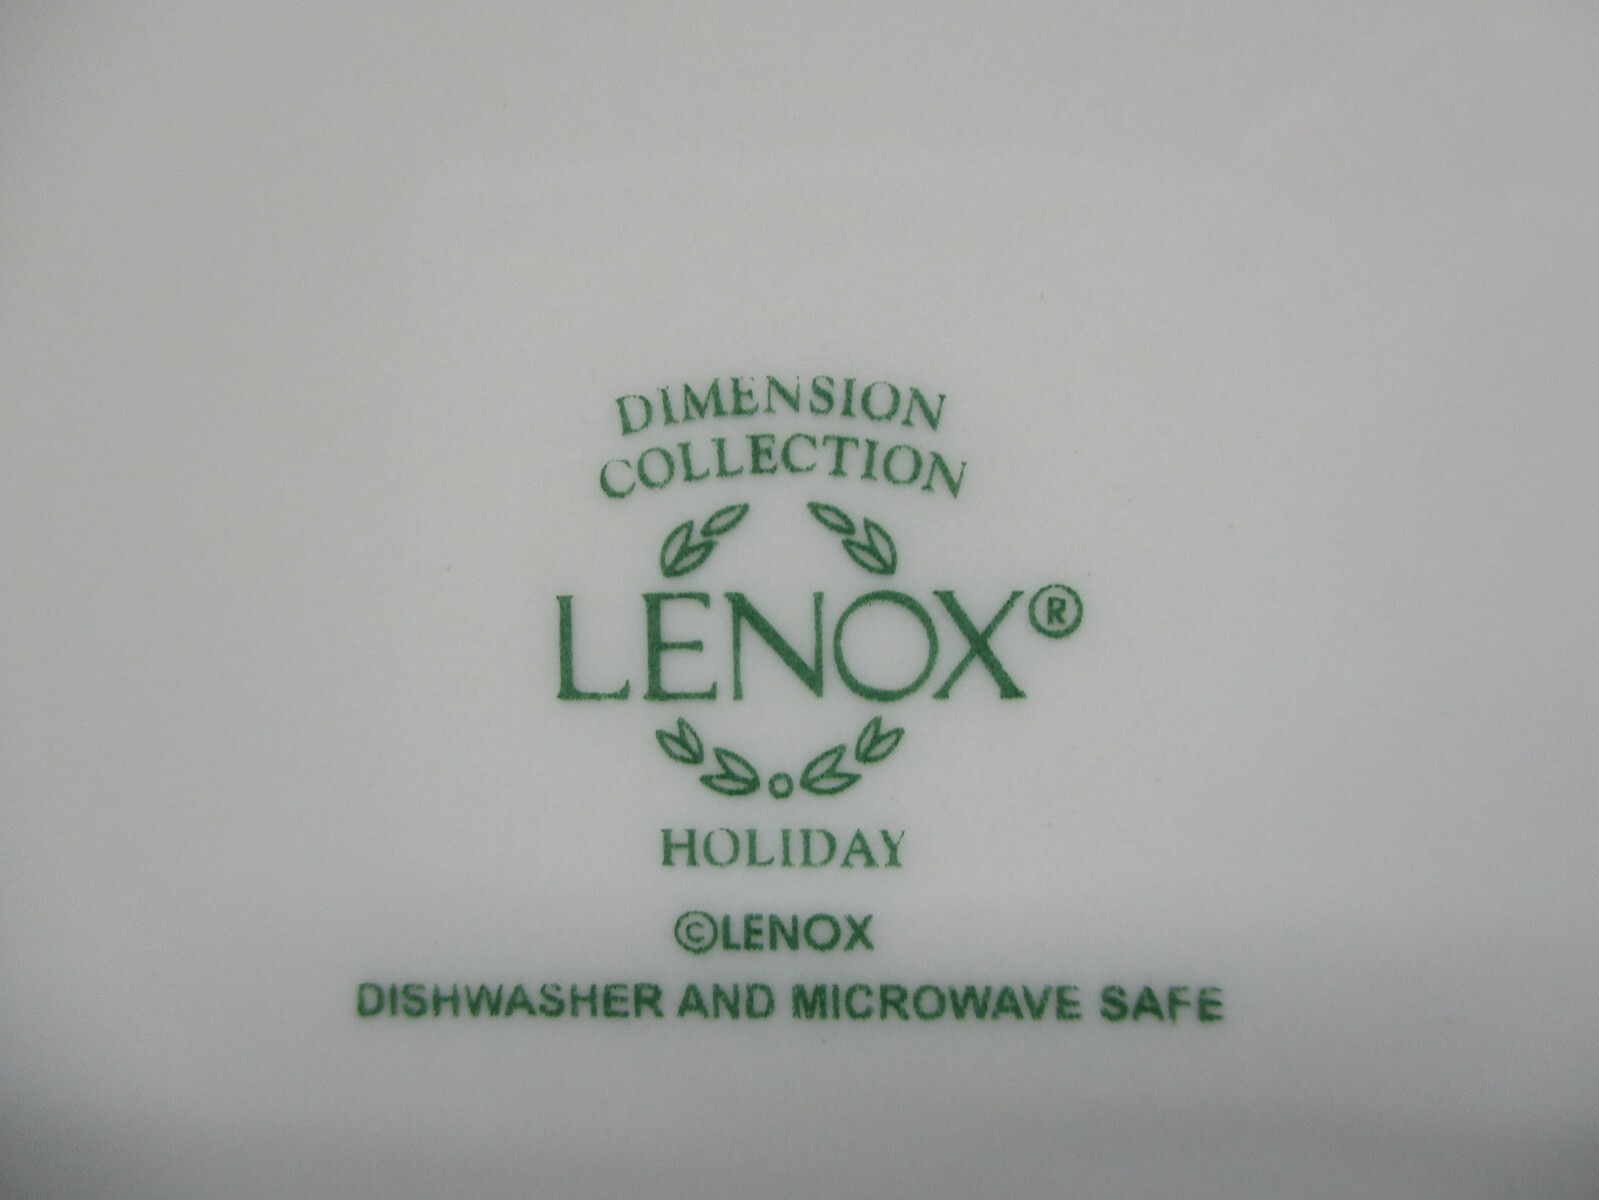 DIMENSION
COLLECTION
LENOX®
HOLIDAY
©LENOX
DISHWASHER AND MICROWAVE SAFE